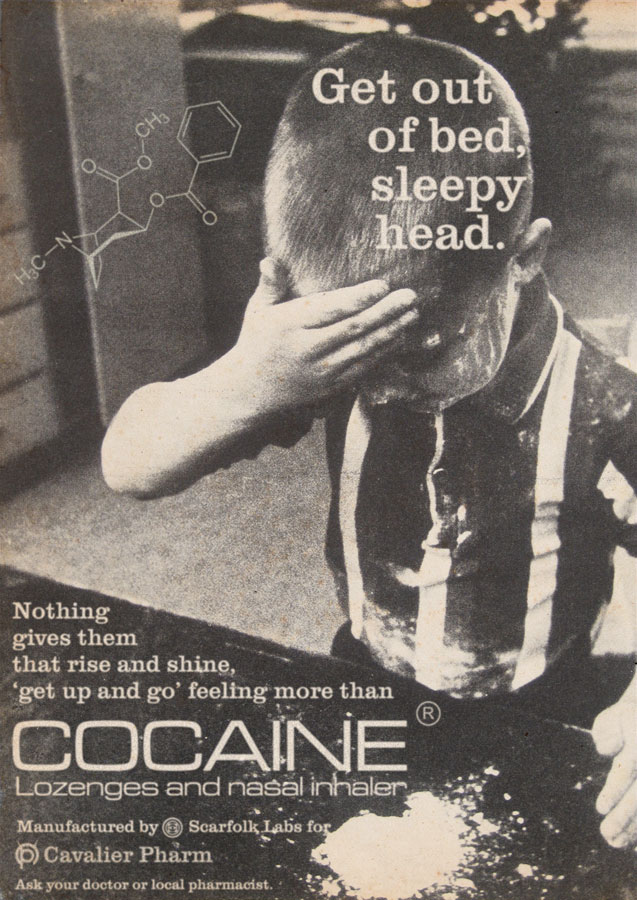 Get out
of bed,
sleepy
head.
CH₃
O
O
O
O
N
H₃C
Nothing
gives them
that rise and shine,
'get up and go' feeling more than
COCAINE®
Lozenges and nasal inhaler
Manufactured by Scarfolk Labs for
Cavalier Pharm
Ask your doctor or local pharmacist.